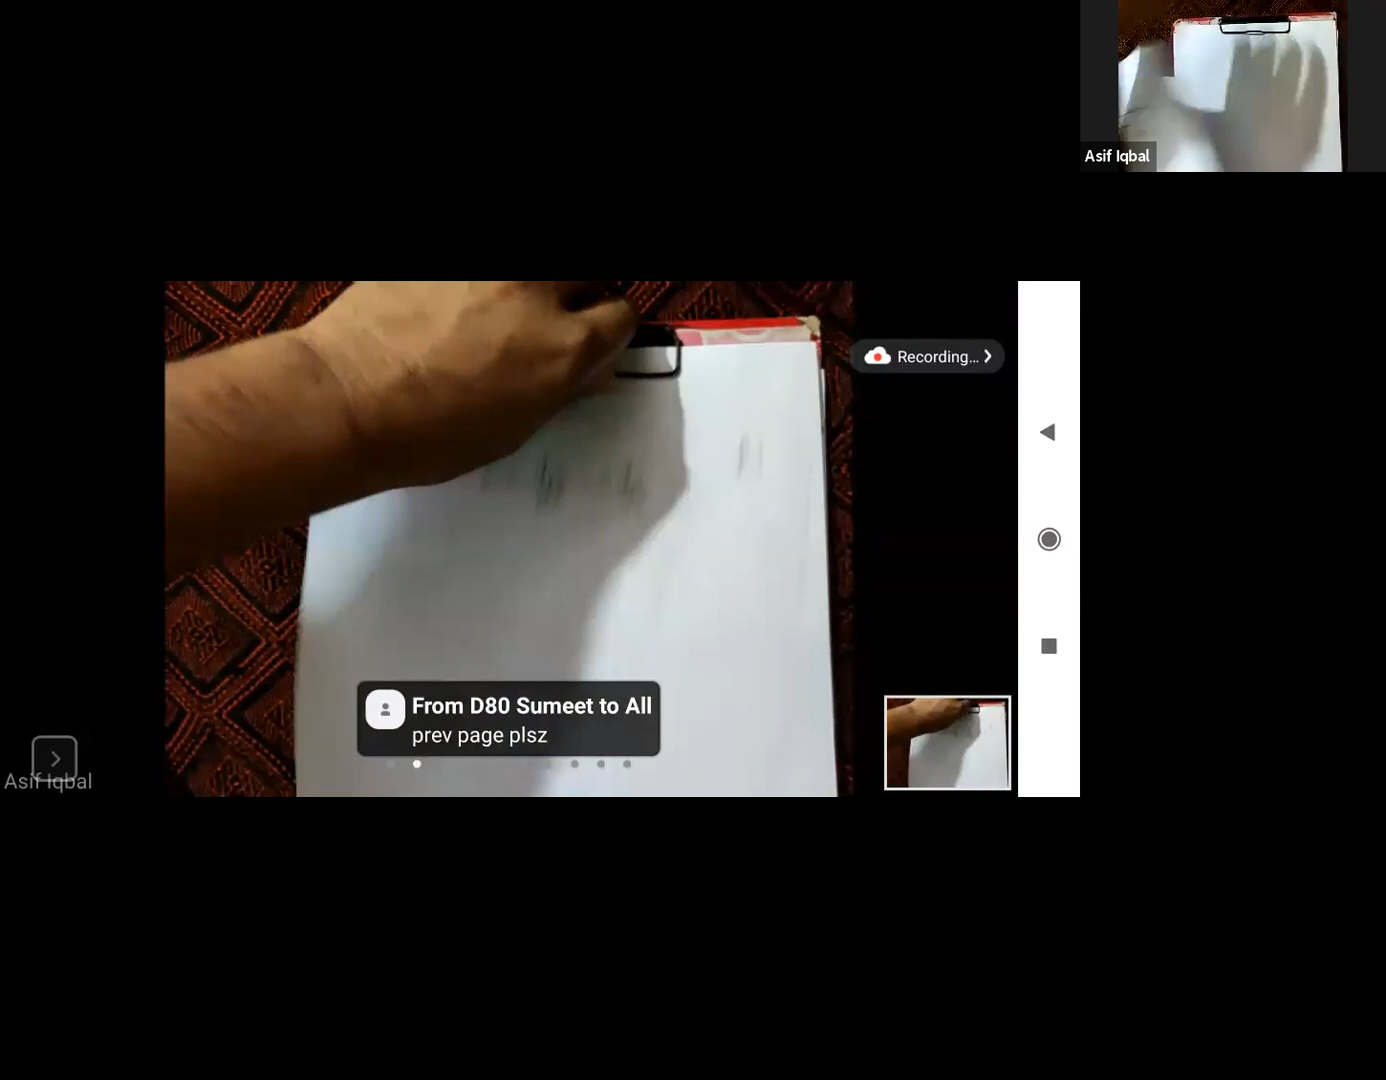 Asif Iqbal
Recording...
From D80 Sumeet to All
prev page plsz
Asif Iqbal